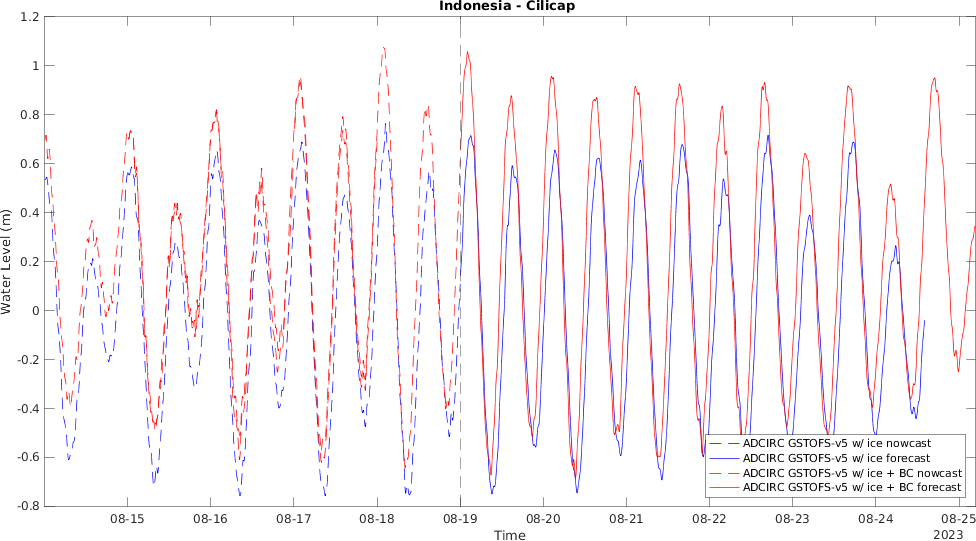 Indonesia - Cilicap
1.2
1
0.8
0.6
0.4
0.2
0
-0.2
-0.4
-0.6
-0.8
Water Level (m)
ADCIRC GSTOFS-v5 w/ ice nowcast
ADCIRC GSTOFS-v5 w/ ice forecast
ADCIRC GSTOFS-v5 w/ ice + BC nowcast
ADCIRC GSTOFS-v5 w/ ice + BC forecast
08-15 08-16 08-17 08-18 08-19 08-20 08-21 08-22 08-23 08-24 08-25
Time 2023